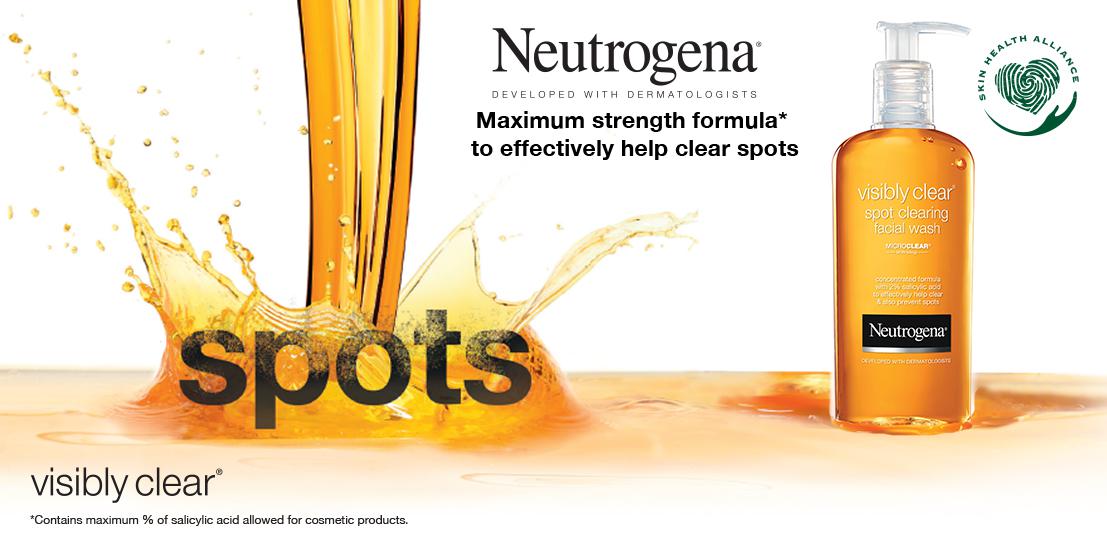 Neutrogena®
DEVELOPED WITH DERMATOLOGISTS
Maximum strength formula*
to effectively help clear spots
SKIN HEALTH ALLIANCE
visibly clear®
spot clearing
facial wash
MICROCLEAR®
concentrated formula
with 2% salicylic acid
to effectively help clear
& also prevent spots
Neutrogena®
DEVELOPED WITH DERMATOLOGISTS
spots
visibly clear®
*Contains maximum % of salicylic acid allowed for cosmetic products.